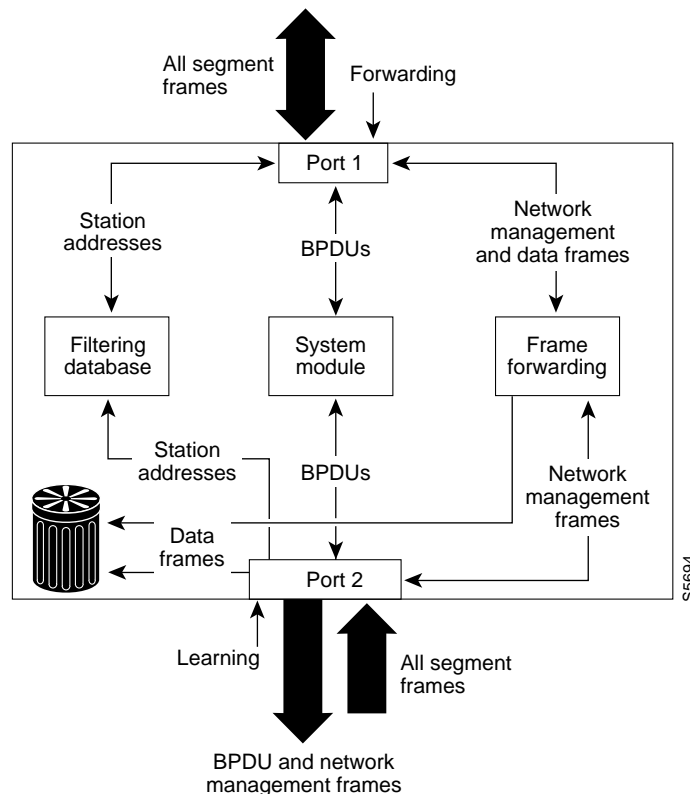 All segment
frames
Forwarding
Port 1
Station
addresses
BPDUs
Network
management
and data frames
Filtering
database
System
module
Frame
forwarding
Station
addresses
BPDUs
Network
management
frames
Data
frames
Port 2
S5694
Learning
All segment
frames
BPDU and network
management frames